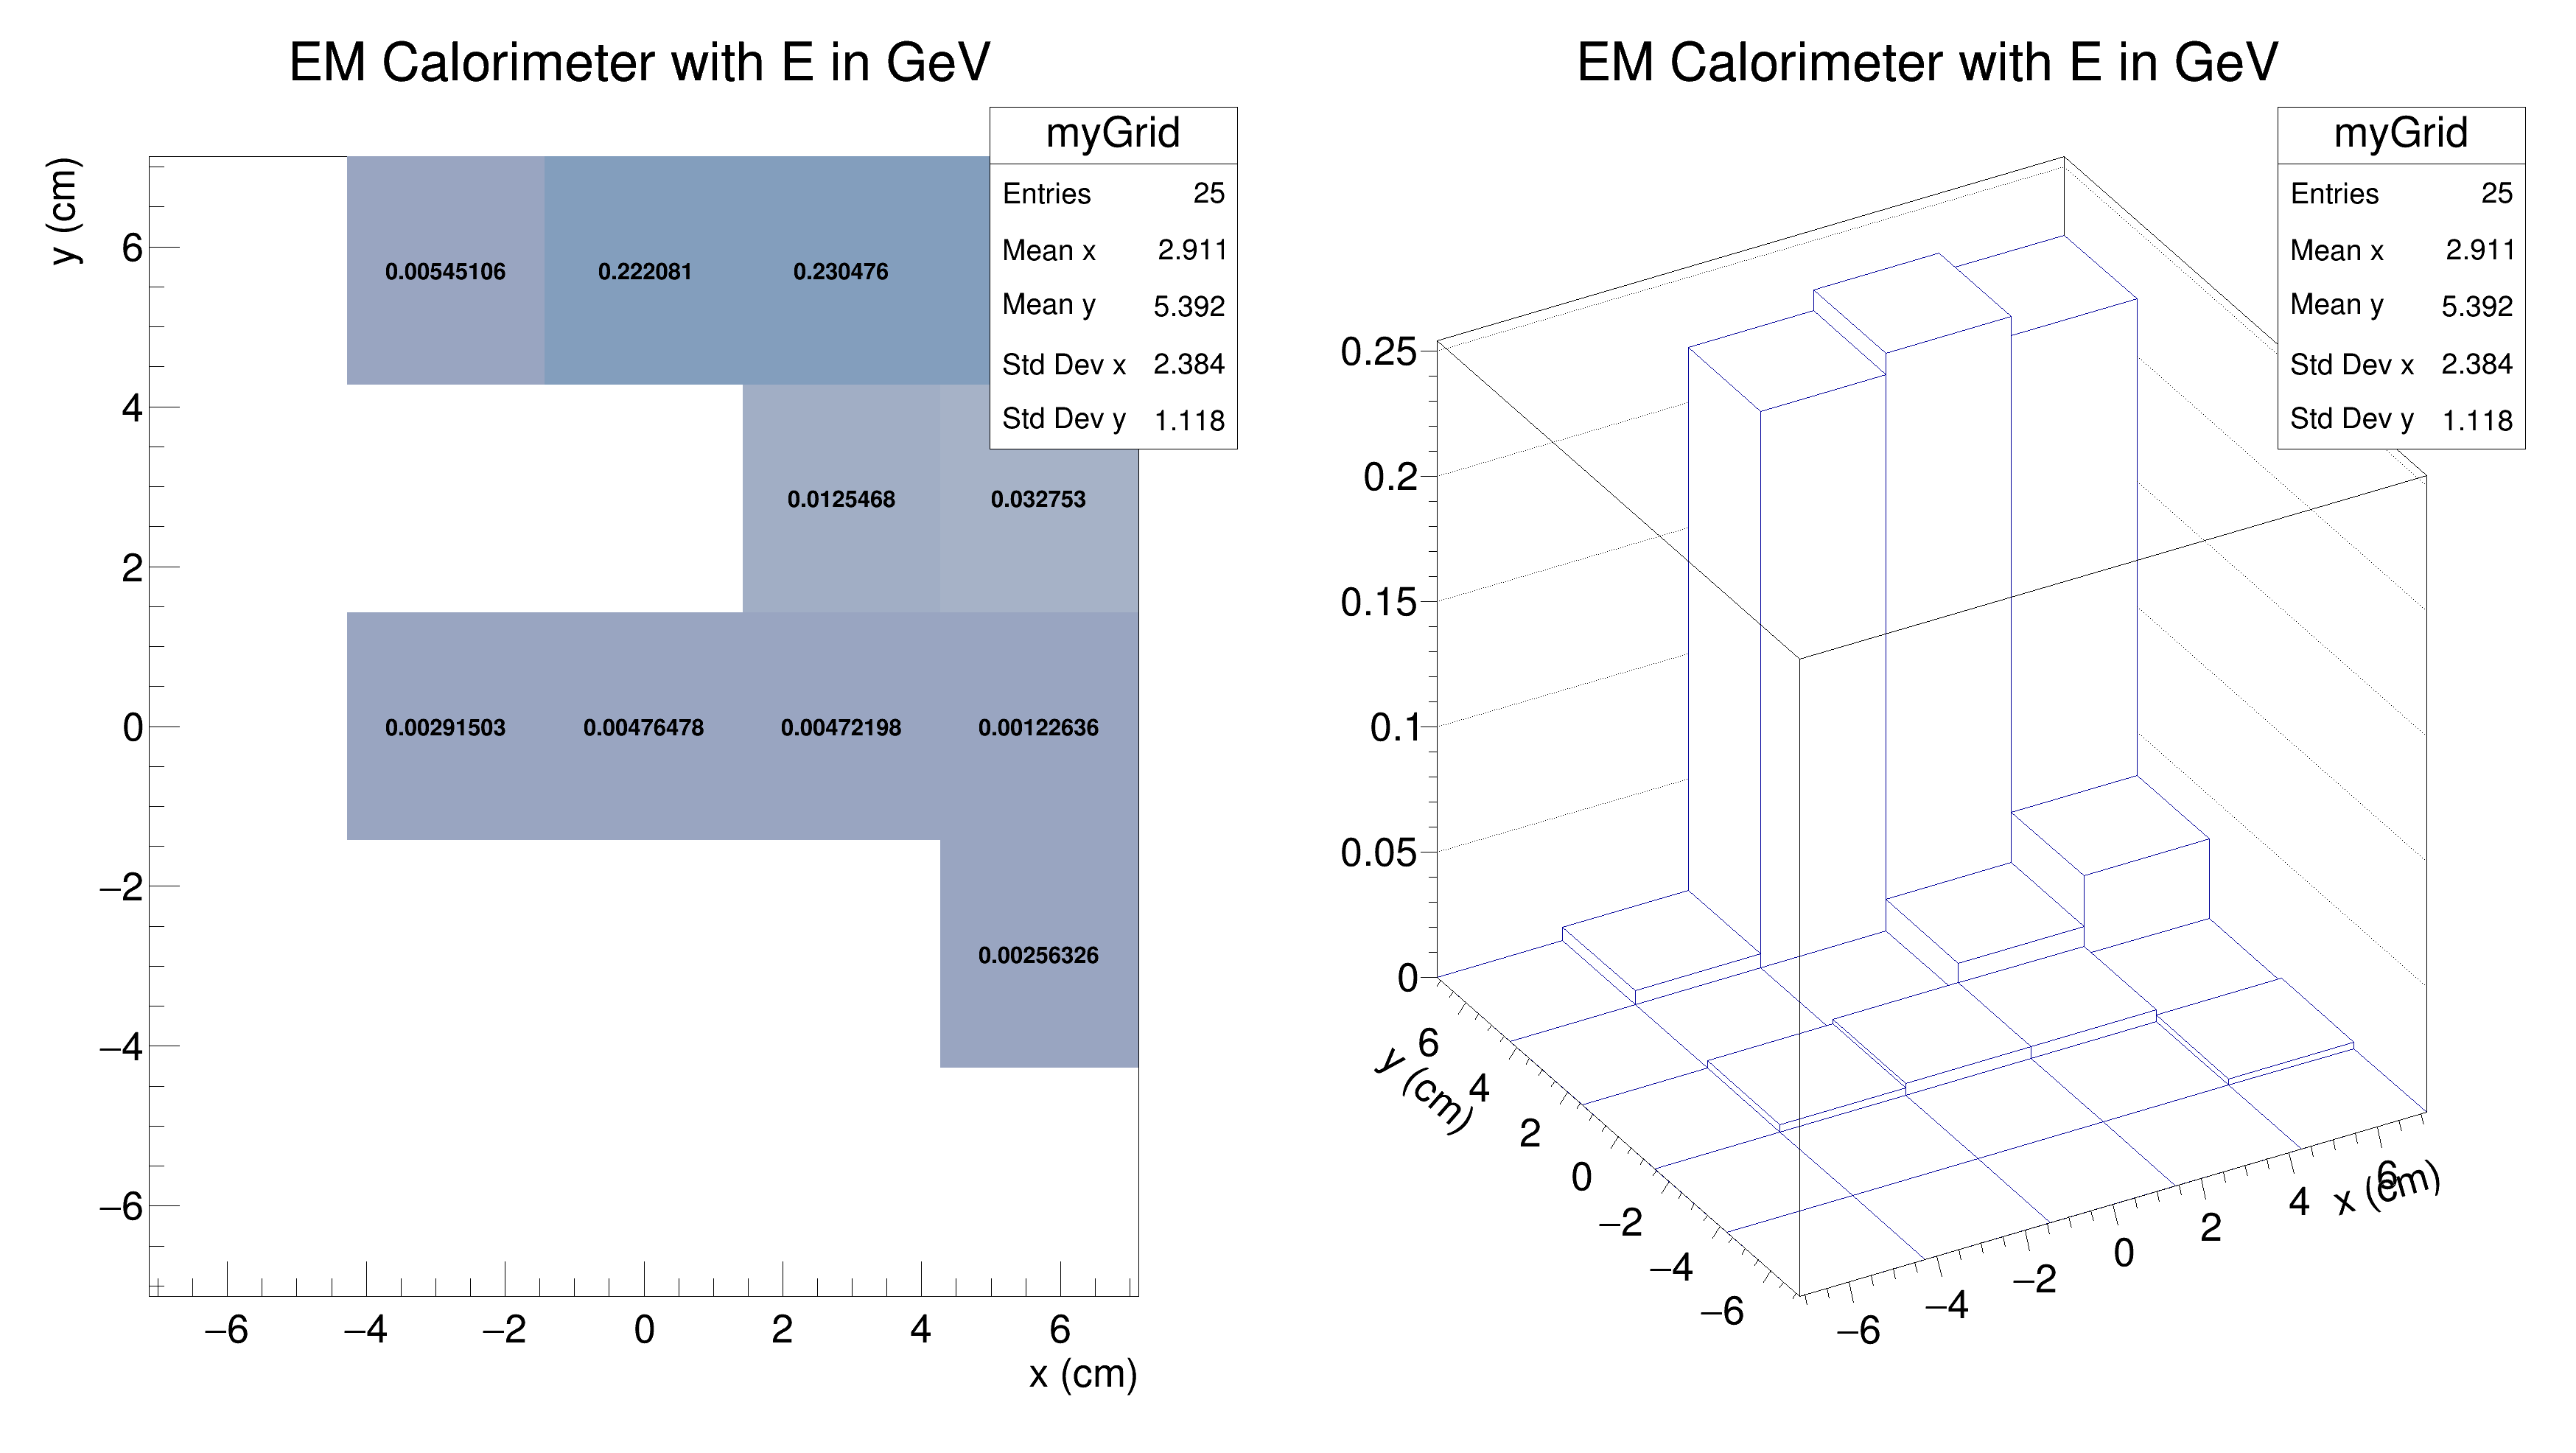 EM Calorimeter with E in GeV
myGrid
Entries 25
Mean x 2.911
Mean y 5.392
Std Dev x 2.384
Std Dev y 1.118
y (cm)
6
4
2
0
−2
−4
−6
0.00545106 0.222081 0.230476
0.0125468 0.032753
0.00291503 0.00476478 0.00472198 0.00122636
0.00256326
−6 −4 −2 0 2 4 6
x (cm)
EM Calorimeter with E in GeV
myGrid
Entries 25
Mean x 2.911
Mean y 5.392
Std Dev x 2.384
Std Dev y 1.118
0.25
0.2
0.15
0.1
0.05
0
6
4
2
0
−2
−4
−6
y (cm)
−6 −4 −2 0 2 4 6
x (cm)